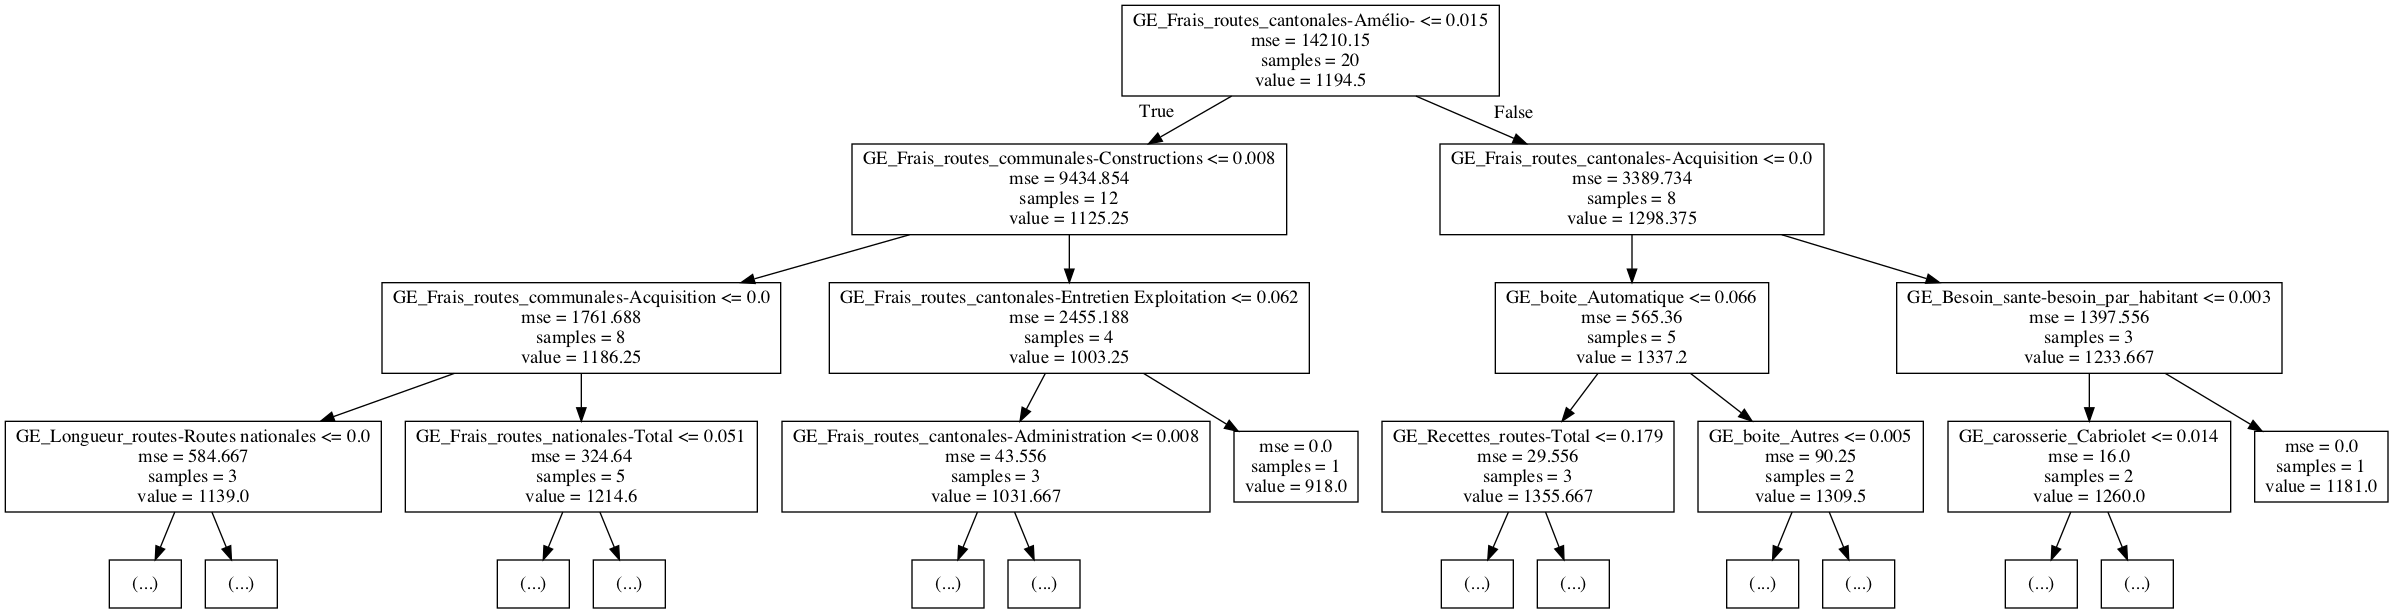 GE_Frais_routes_cantonales-Amélio- <= 0.015
mse = 14210.15
samples = 20
value = 1194.5
True
False
GE_Frais_routes_communales-Constructions <= 0.008
mse = 9434.854
samples = 12
value = 1125.25
GE_Frais_routes_cantonales-Acquisition <= 0.0
mse = 3389.734
samples = 8
value = 1298.375
GE_Frais_routes_communales-Acquisition <= 0.0
mse = 1761.688
samples = 8
value = 1186.25
GE_Frais_routes_cantonales-Entretien Exploitation <= 0.062
mse = 2455.188
samples = 4
value = 1003.25
GE_boite_Automatique <= 0.066
mse = 565.36
samples = 5
value = 1337.2
GE_Besoin_sante-besoin_par_habitant <= 0.003
mse = 1397.556
samples = 3
value = 1233.667
GE_Longueur_routes-Routes nationales <= 0.0
mse = 584.667
samples = 3
value = 1139.0
GE_Frais_routes_nationales-Total <= 0.051
mse = 324.64
samples = 5
value = 1214.6
GE_Frais_routes_cantonales-Administration <= 0.008
mse = 43.556
samples = 3
value = 1031.667
mse = 0.0
samples = 1
value = 918.0
GE_Recettes_routes-Total <= 0.179
mse = 29.556
samples = 3
value = 1355.667
GE_boite_Autres <= 0.005
mse = 90.25
samples = 2
value = 1309.5
GE_carosserie_Cabriolet <= 0.014
mse = 16.0
samples = 2
value = 1260.0
mse = 0.0
samples = 1
value = 1181.0
(...)
(...)
(...)
(...)
(...)
(...)
(...)
(...)
(...)
(...)
(...)
(...)